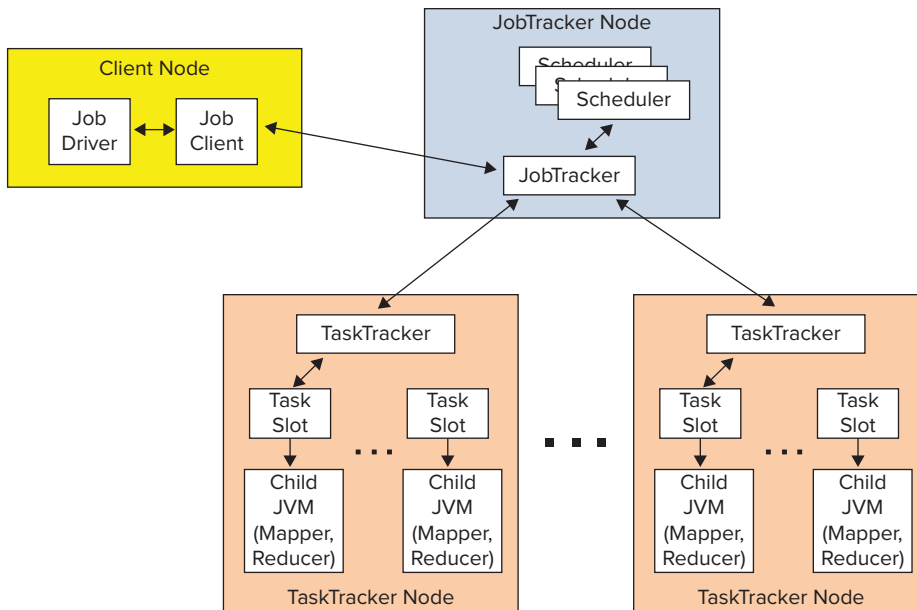 JobTracker Node
Client Node
Scheduler
Scheduler
Scheduler
Job
Driver
Job
Client
JobTracker
TaskTracker
Task
Slot
Task
Slot
. . .
Child
JVM
(Mapper,
Reducer)
Child
JVM
(Mapper,
Reducer)
TaskTracker Node
. . .
TaskTracker
Task
Slot
Task
Slot
. . .
Child
JVM
(Mapper,
Reducer)
Child
JVM
(Mapper,
Reducer)
TaskTracker Node